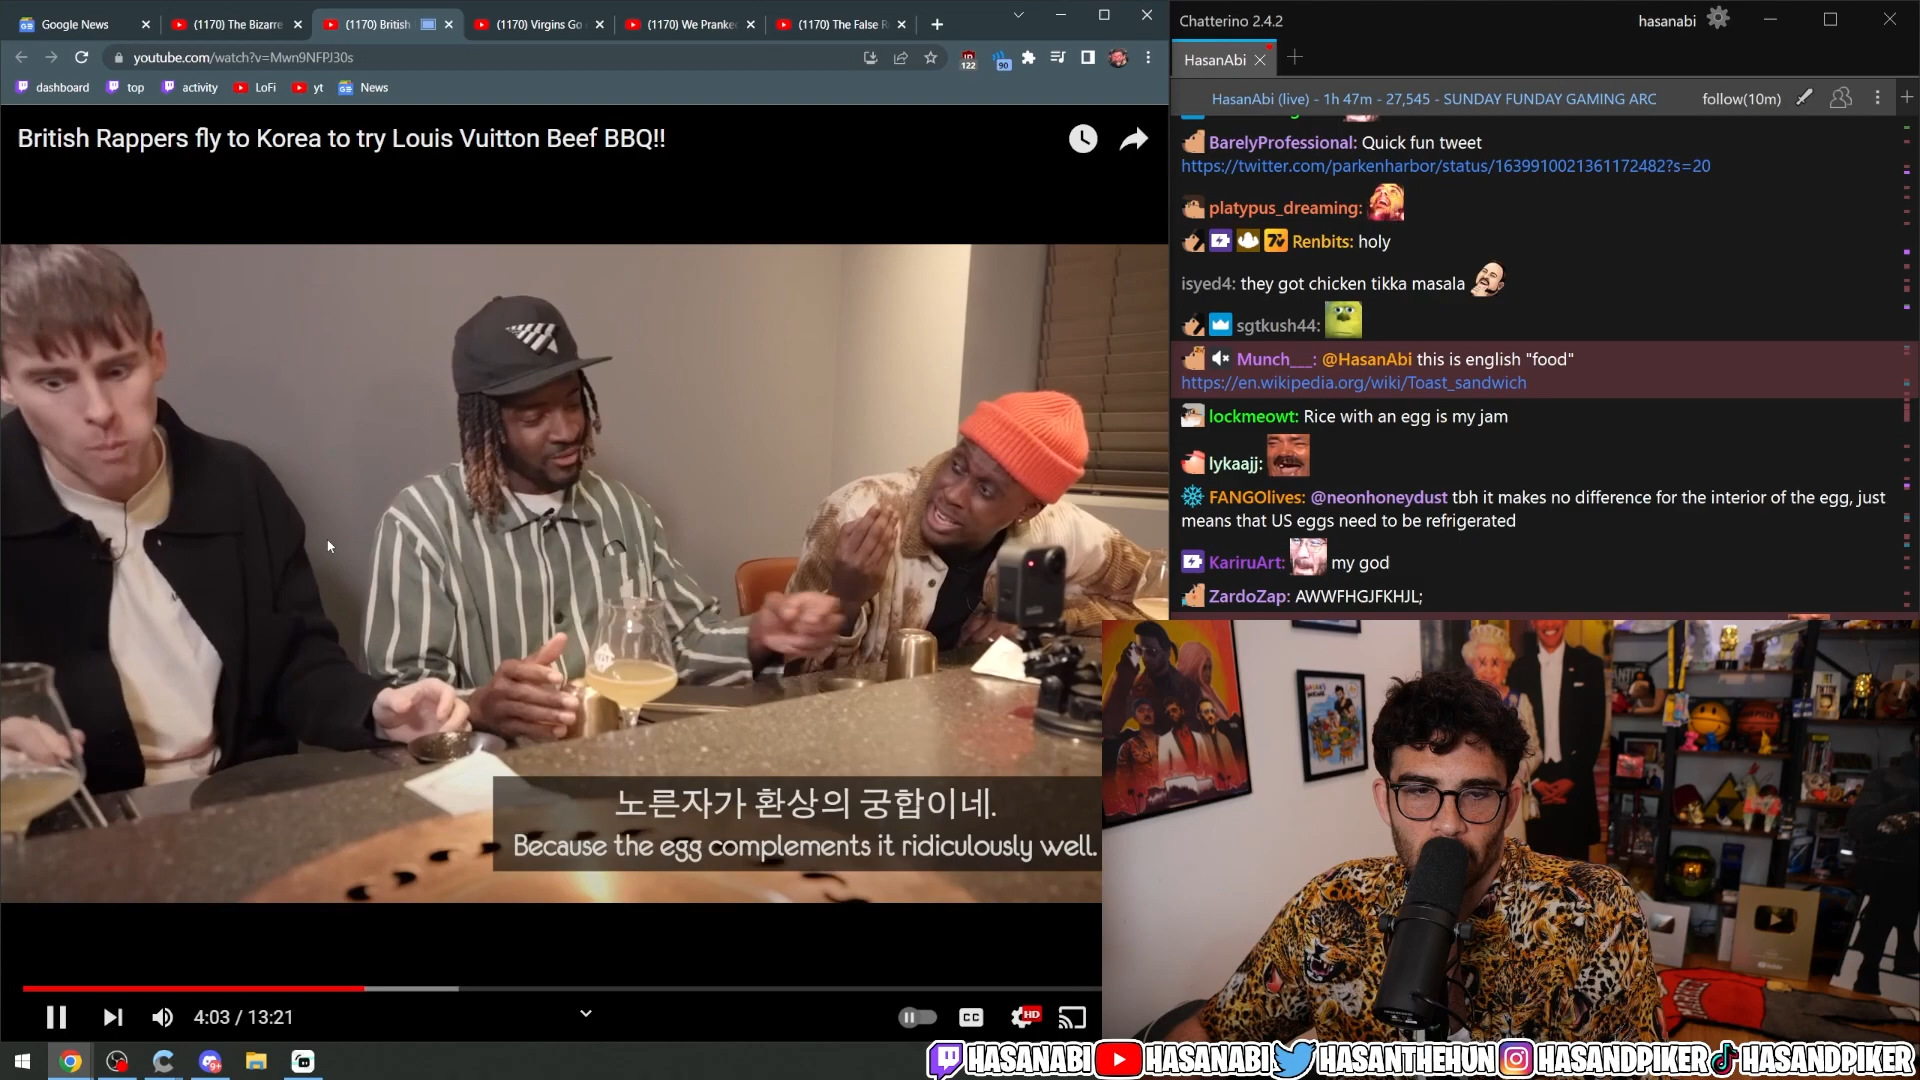 Google News
(1170) The Bizarre
(1170) British
(1170) Virgins Go
(1170) We Pranke
(1170) The False R
youtube.com/watch?v=Mwn9NFPJ30s
122
90
dashboard
top
activity
LoFi
yt
News
British Rappers fly to Korea to try Louis Vuitton Beef BBQ!!
노른자가 환상의 궁합이네.
Because the egg complements it ridiculously well.
4:03 / 13:21
CC
HD
Chatterino 2.4.2
hasanabi
HasanAbi
HasanAbi (live) - 1h 47m - 27,545 - SUNDAY FUNDAY GAMING ARC
follow(10m)
BarelyProfessional: Quick fun tweet
https://twitter.com/parkenharbor/status/1639910021361172482?s=20
platypus_dreaming:
Renbits: holy
isyed4: they got chicken tikka masala
sgtkush44:
Munch___: @HasanAbi this is english "food"
https://en.wikipedia.org/wiki/Toast_sandwich
lockmeowt: Rice with an egg is my jam
lykaajj:
FANGOlives: @neonhoneydust tbh it makes no difference for the interior of the egg, just
means that US eggs need to be refrigerated
KariruArt: my god
ZardoZap: AWWFHGJFKHJL;
HASANABI HASANABI HASANTHEHUN HASANDPIKER HASANDPIKER